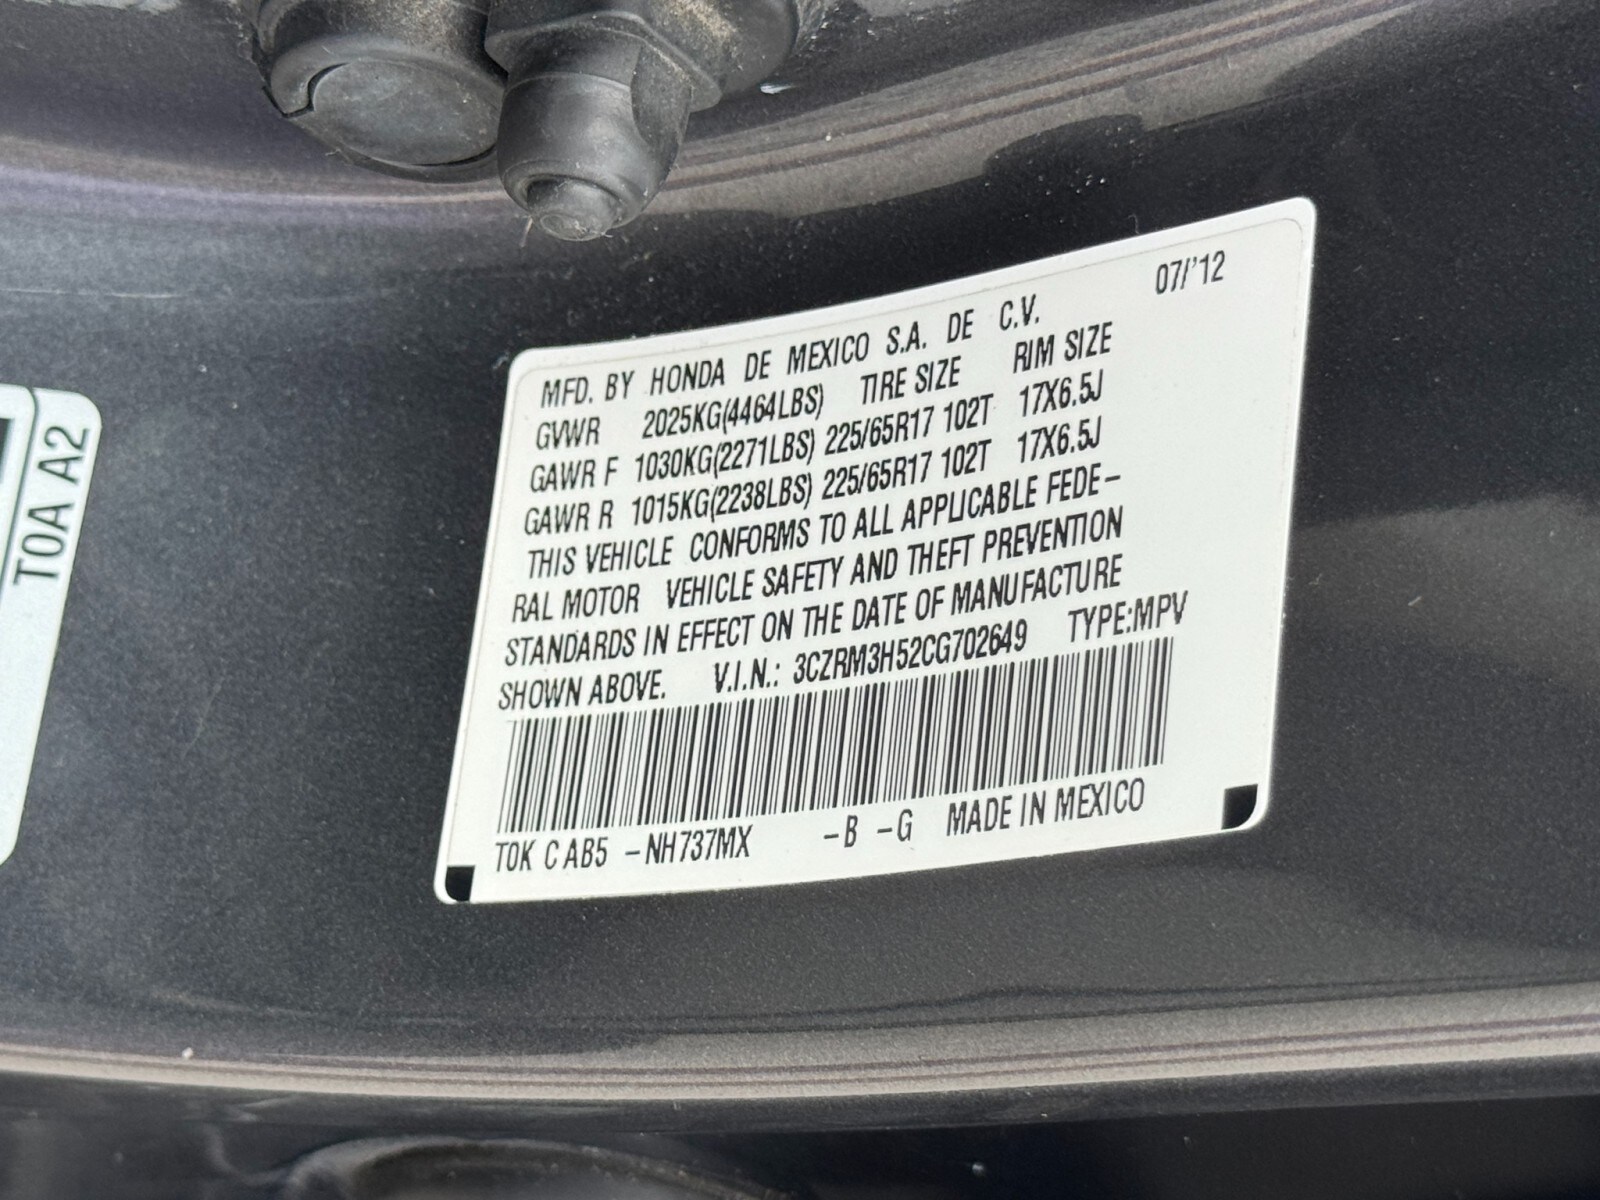 07/'12
MFD. BY HONDA DE MEXICO S.A. DE C.V.
GVWR 2025KG(4464LBS) TIRE SIZE RIM SIZE
GAWR F 1030KG(2271LBS) 225/65R17 102T 17X6.5J
GAWR R 1015KG(2238LBS) 225/65R17 102T 17X6.5J
THIS VEHICLE CONFORMS TO ALL APPLICABLE FEDE-
RAL MOTOR VEHICLE SAFETY AND THEFT PREVENTION
STANDARDS IN EFFECT ON THE DATE OF MANUFACTURE
SHOWN ABOVE. V.I.N.: 3CZRM3H52CG702649 TYPE:MPV
T0K C AB5 -NH737MX -B -G MADE IN MEXICO
T0A A2